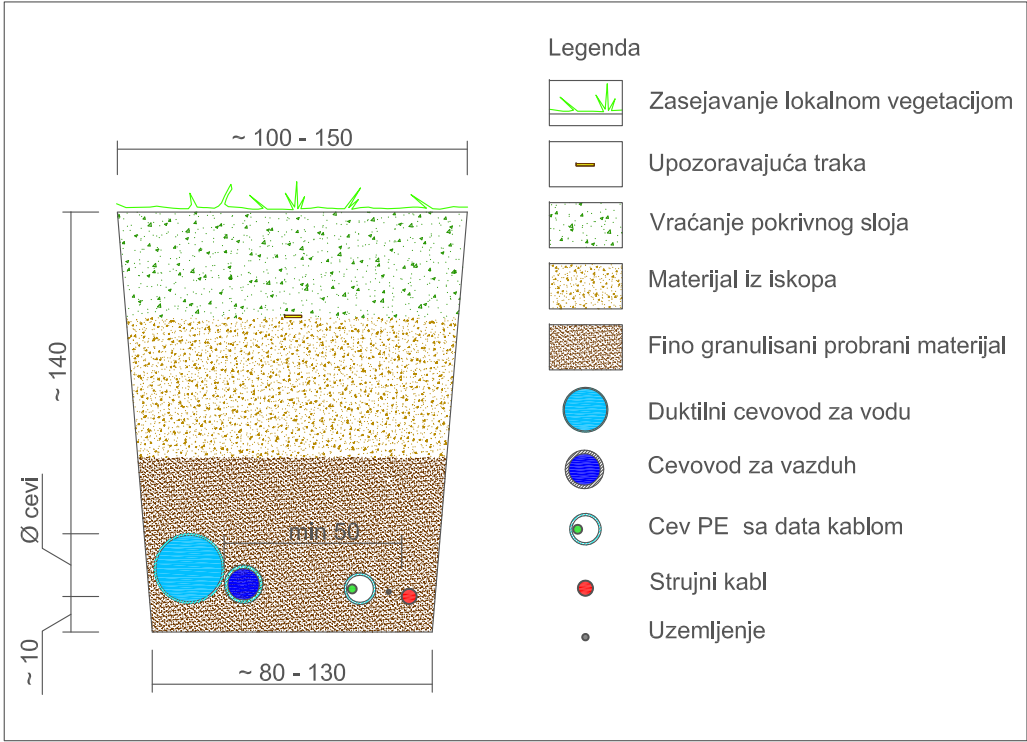 Legenda
Zasejavanje lokalnom vegetacijom
Upozoravajuća traka
Vraćanje pokrivnog sloja
Materijal iz iskopa
Fino granulisani probrani materijal
Duktilni cevovod za vodu
Cevovod za vazduh
Cev PE sa data kablom
Strujni kabl
Uzemljenje
~ 100 - 150
~ 140
Ø cevi
min 50
~ 10
~ 80 - 130